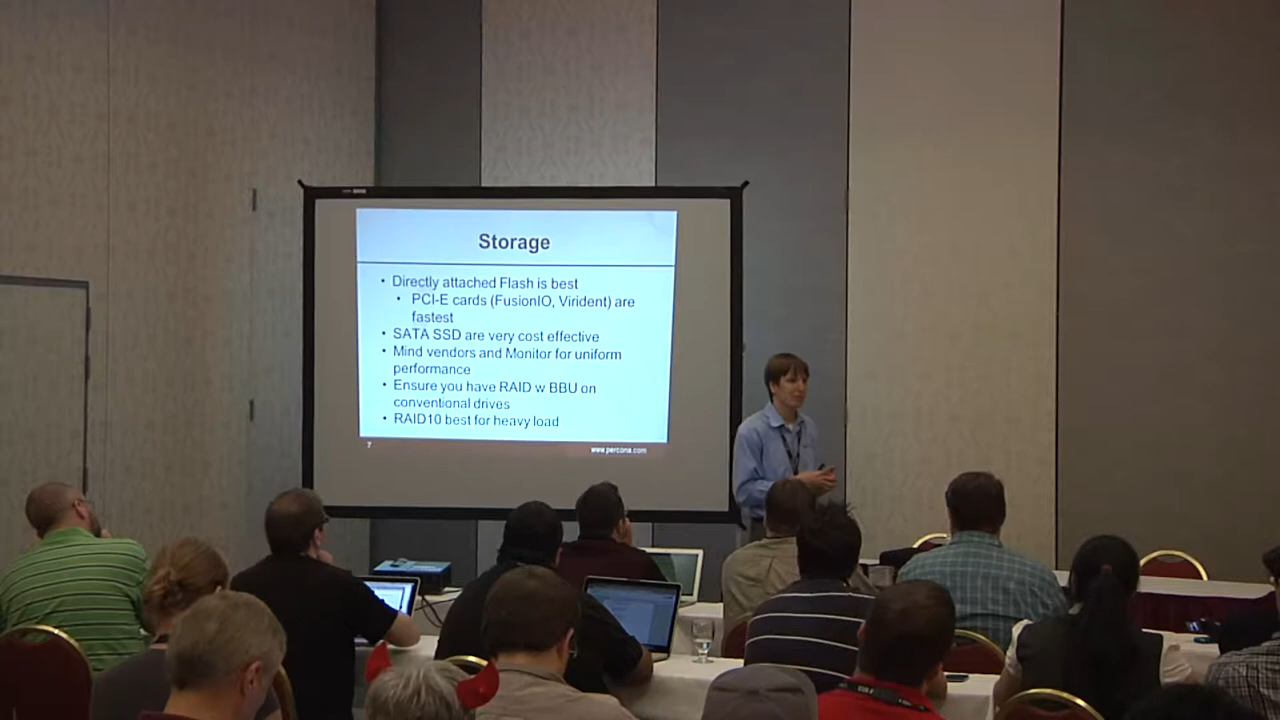 Storage
• Directly attached Flash is best
• PCI-E cards (FusionIO, Virident) are
fastest
• SATA SSD are very cost effective
• Mind vendors and Monitor for uniform
performance
• Ensure you have RAID w BBU on
conventional drives
• RAID10 best for heavy load
7
www.percona.com